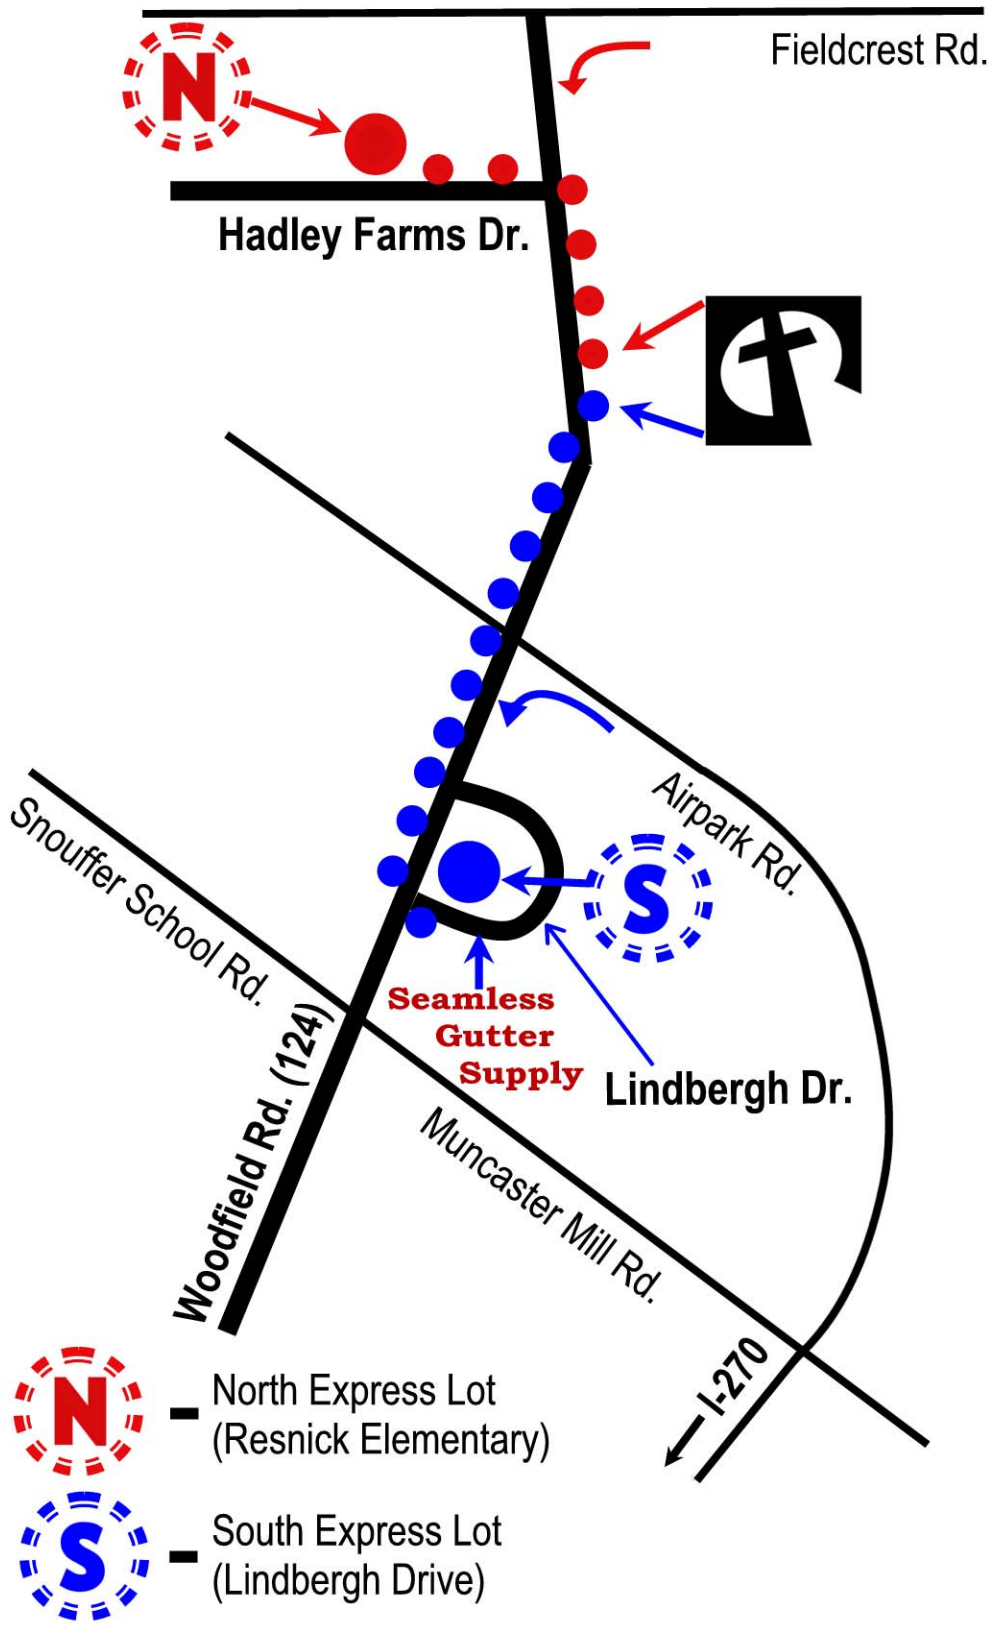 Fieldcrest Rd.
N
Hadley Farms Dr.
Airpark Rd.
Snouffer School Rd.
S
Seamless
Gutter
Supply
Lindbergh Dr.
Woodfield Rd. (124)
Muncaster Mill Rd.
I-270
N
North Express Lot
(Resnick Elementary)
S
South Express Lot
(Lindbergh Drive)